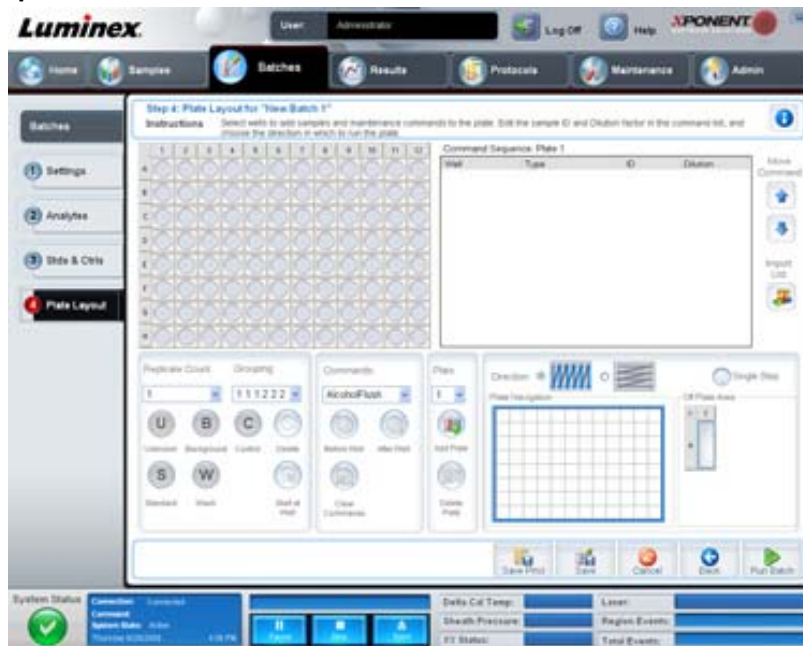 Luminex.
User: Administrator
Log Off
Help
XPONENT
Home
Samples
Batches
Results
Protocols
Maintenance
Admin
Batches
1 Settings
2 Analytes
3 Stds & Ctrls
4 Plate Layout
Step 4: Plate Layout for "New Batch 1"
Instructions Select wells to add samples and maintenance commands to the plate. Edit the sample ID and Dilution factor in the command list, and
choose the direction in which to run the plate.
1 2 3 4 5 6 7 8 9 10 11 12
A
B
C
D
E
F
G
H
Command Sequence: Plate 1
Well Type ID Dilution
Move
Command
Import
List
Replicate Count Grouping
1 111222
U B C
Unknown Background Control Delete
S W
Standard Wash Start at
Well
Commands
AlcoholFlush
Before Well After Well
Clear
Commands
Plate
1
Add Plate
Delete
Plate
Direction
Single Step
Plate Navigation
Off Plate Area
Save Ptcl
Save
Cancel
Back
Run Batch
System Status
Connection: Connected
Command:
System State: Active
Pause
Stop
Eject
Delta Cal Temp:
Sheath Pressure:
XY Status:
Laser:
Region Events:
Total Events: